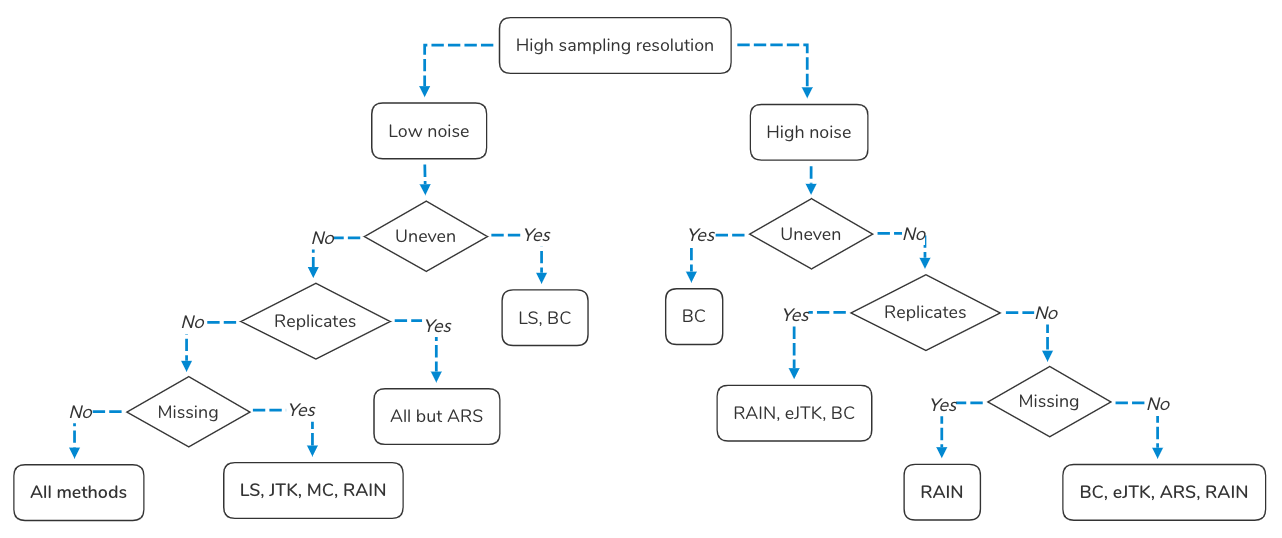 High sampling resolution
Low noise
High noise
Uneven
Uneven
No
Yes
Yes
No
Replicates
LS, BC
BC
Replicates
No
Yes
Yes
No
Missing
All but ARS
RAIN, eJTK, BC
Missing
No
Yes
Yes
No
All methods
LS, JTK, MC, RAIN
RAIN
BC, eJTK, ARS, RAIN